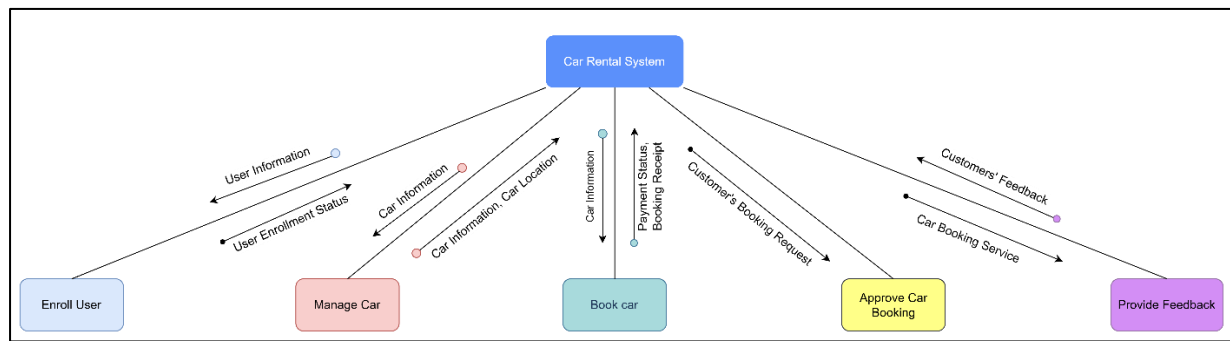 Car Rental System
User Information
User Enrollment Status
Car Information
Car Information, Car Location
Car Information
Payment Status,
Booking Receipt
Customer's Booking Request
Customers' Feedback
Car Booking Service
Enroll User
Manage Car
Book car
Approve Car
Booking
Provide Feedback